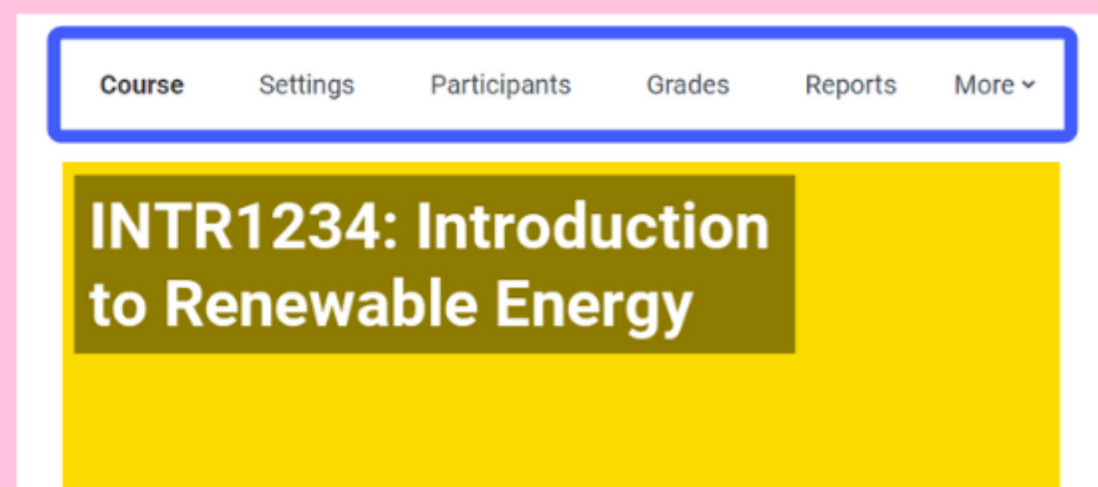 Course Settings Participants Grades Reports More
INTR1234: Introduction
to Renewable Energy